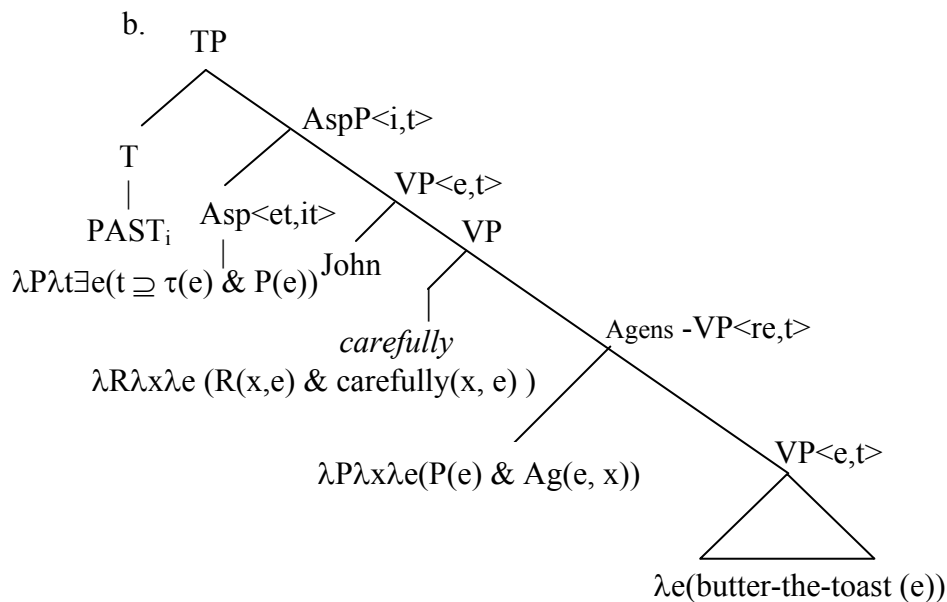 b.
TP
AspP<i,t>
T
VP<e,t>
PASTᵢ
Asp<et,it>
John
VP
λPλt∃e(t ⊇ τ(e) & P(e))
carefully
Agens -VP<re,t>
λRλxλe (R(x,e) & carefully(x, e) )
VP<e,t>
λPλxλe(P(e) & Ag(e, x))
λe(butter-the-toast (e))